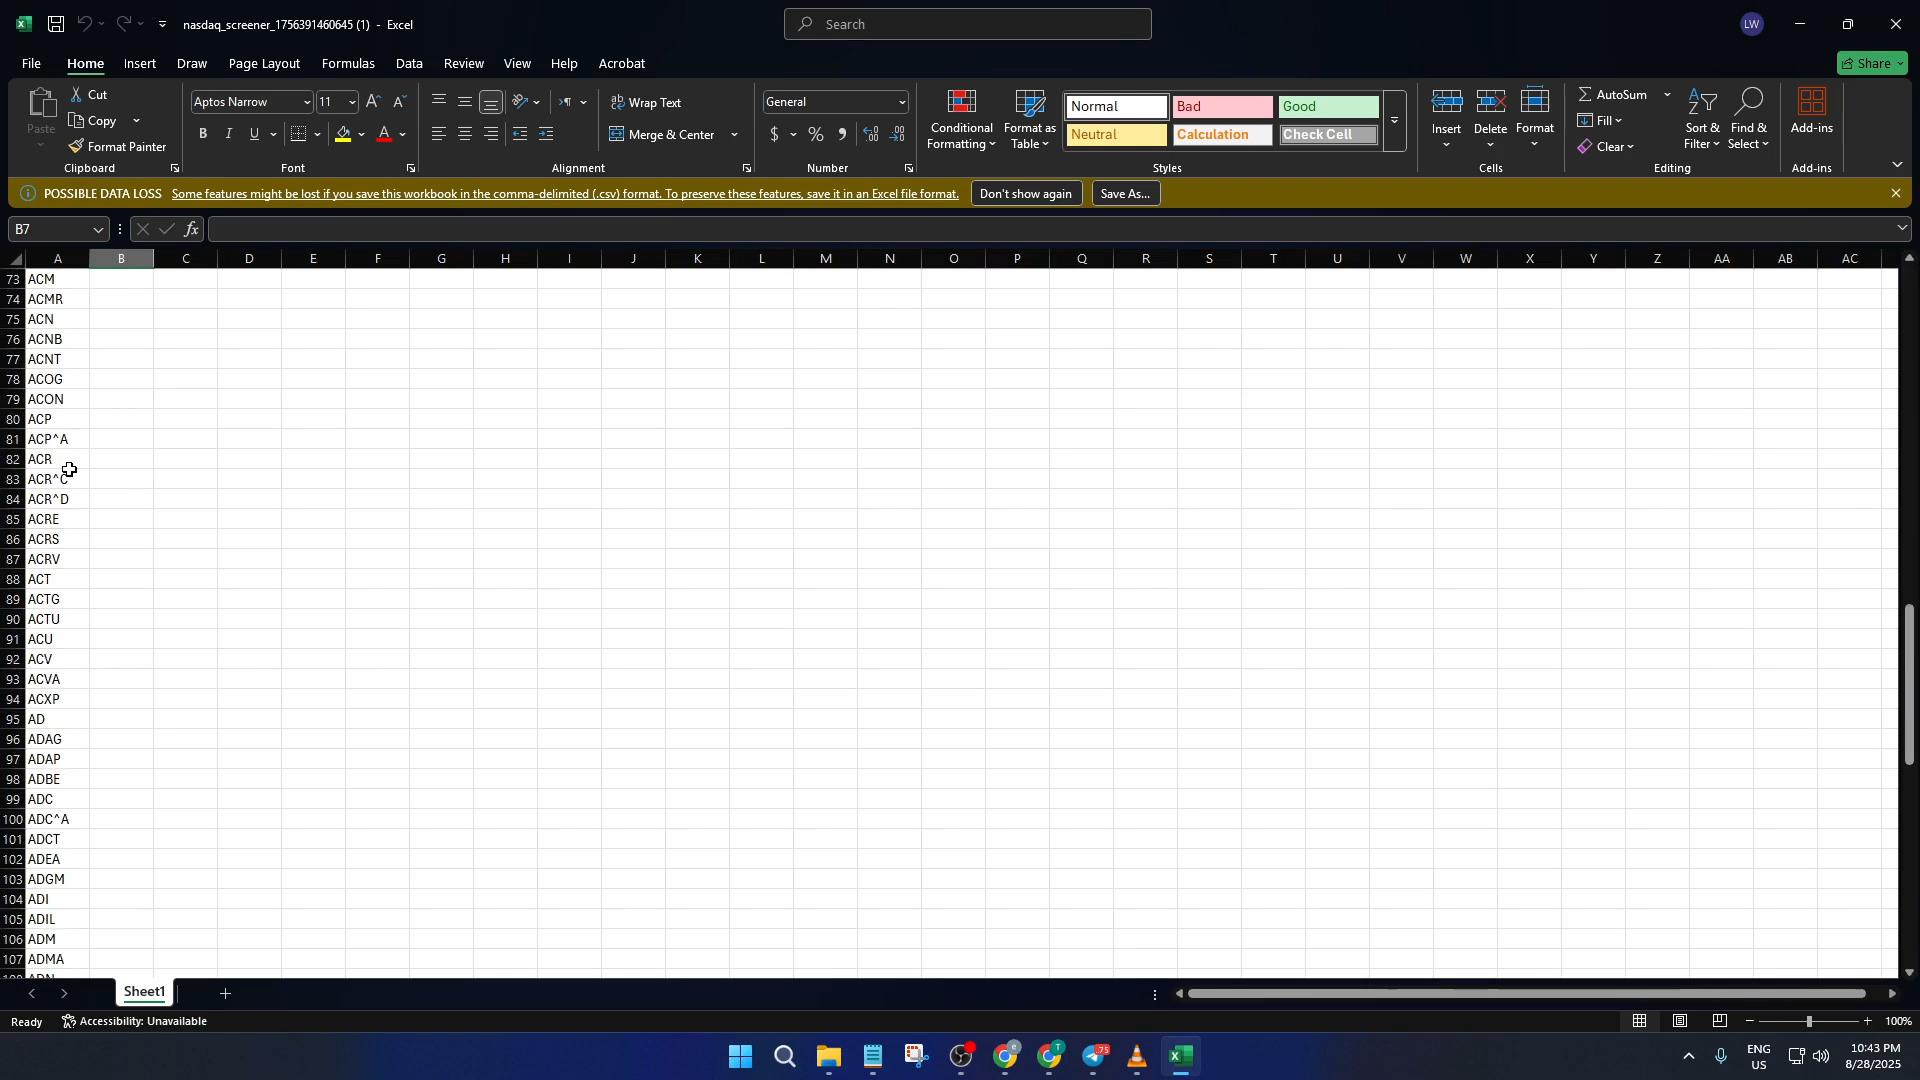 nasdaq_screener_1756391460645 (1) - Excel
Search
LW
File Home Insert Draw Page Layout Formulas Data Review View Help Acrobat
Share
Paste
Cut
Copy
Format Painter
Clipboard
Aptos Narrow 11
B I U
Font
Wrap Text
Merge & Center
Alignment
General
$ % ,
Number
Conditional Formatting
Format as Table
Normal Bad Good
Neutral Calculation Check Cell
Styles
Insert Delete Format
Cells
AutoSum
Fill
Clear
Sort & Filter
Find & Select
Editing
Add-ins
Add-ins
POSSIBLE DATA LOSS Some features might be lost if you save this workbook in the comma-delimited (.csv) format. To preserve these features, save it in an Excel file format. Don't show again Save As...
B7 fx
A B C D E F G H I J K L M N O P Q R S T U V W X Y Z AA AB AC
73 ACM
74 ACMR
75 ACN
76 ACNB
77 ACNT
78 ACOG
79 ACON
80 ACP
81 ACP^A
82 ACR
83 ACR^C
84 ACR^D
85 ACRE
86 ACRS
87 ACRV
88 ACT
89 ACTG
90 ACTU
91 ACU
92 ACV
93 ACVA
94 ACXP
95 AD
96 ADAG
97 ADAP
98 ADBE
99 ADC
100 ADC^A
101 ADCT
102 ADEA
103 ADGM
104 ADI
105 ADIL
106 ADM
107 ADMA
108 ADN
Sheet1
Ready Accessibility: Unavailable
100%
75
ENG
US
10:43 PM
8/28/2025